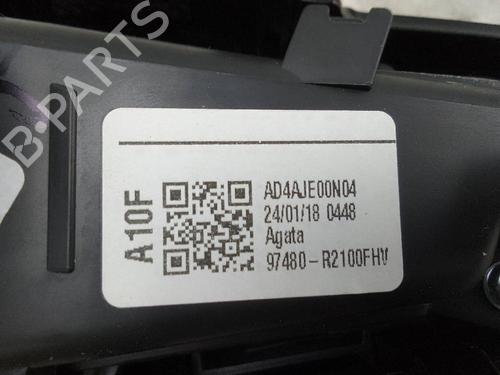 B-PARTS
A10F
AD4AJE00N04
24/01/18 0448
Agata
97480-R2100FHV